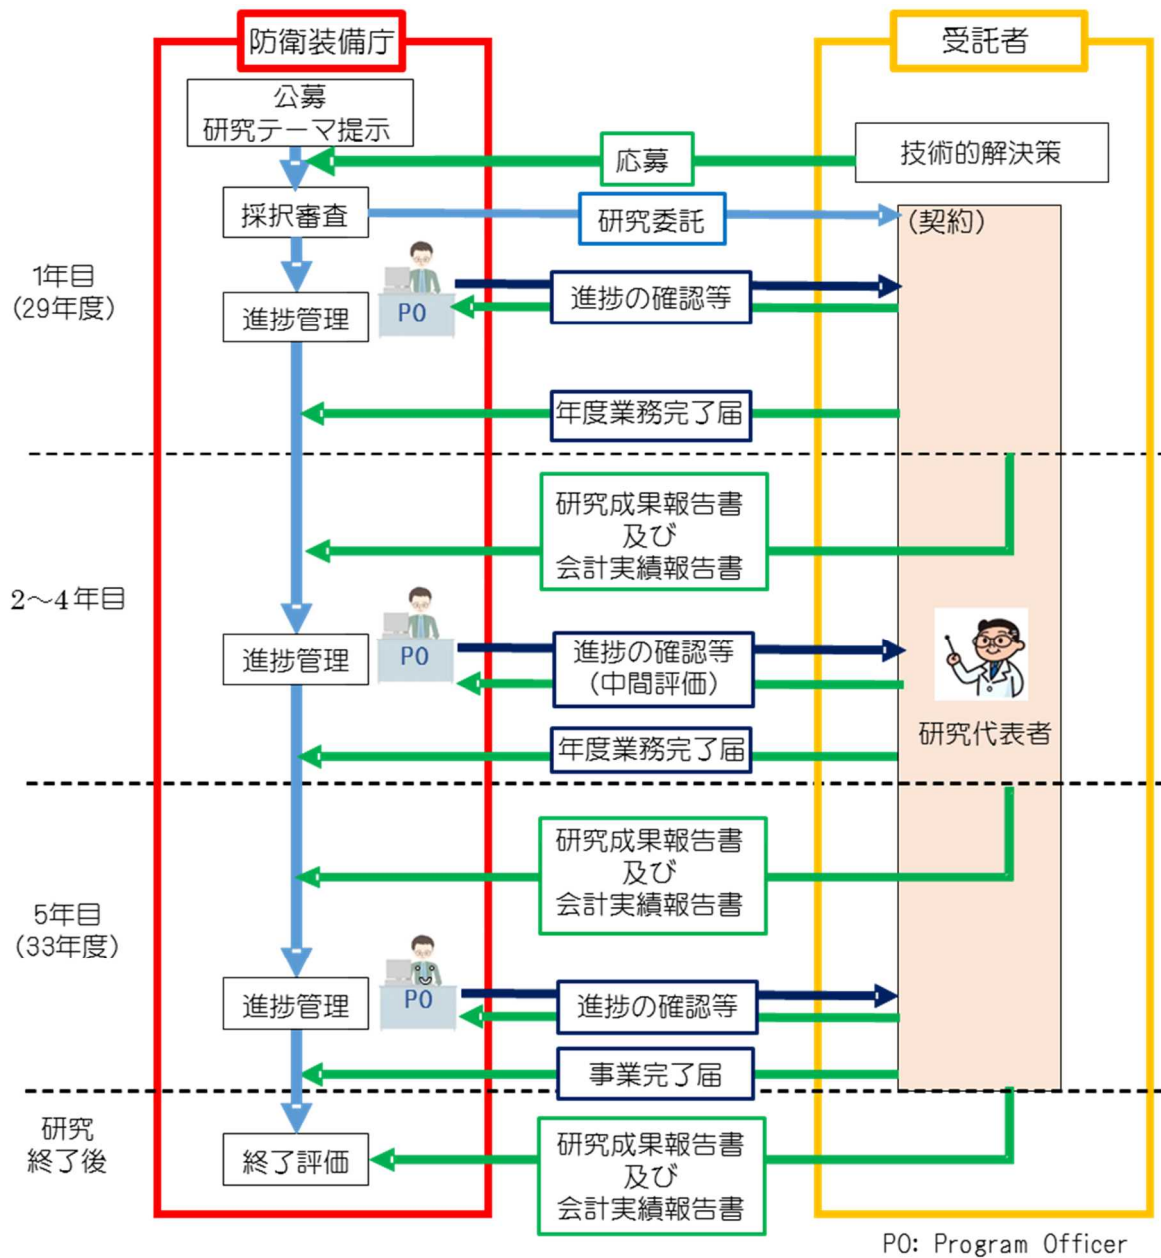 防衛装備庁
受託者
公募
研究テーマ提示
応募
技術的解決策
採択審査
研究委託
(契約)
1年目
(29年度)
PO
進捗の確認等
進捗管理
年度業務完了届
研究成果報告書
及び
会計実績報告書
2～4年目
進捗管理
PO
進捗の確認等
(中間評価)
研究代表者
年度業務完了届
研究成果報告書
及び
会計実績報告書
5年目
(33年度)
進捗管理
PO
進捗の確認等
事業完了届
研究
終了後
終了評価
研究成果報告書
及び
会計実績報告書
PO: Program Officer